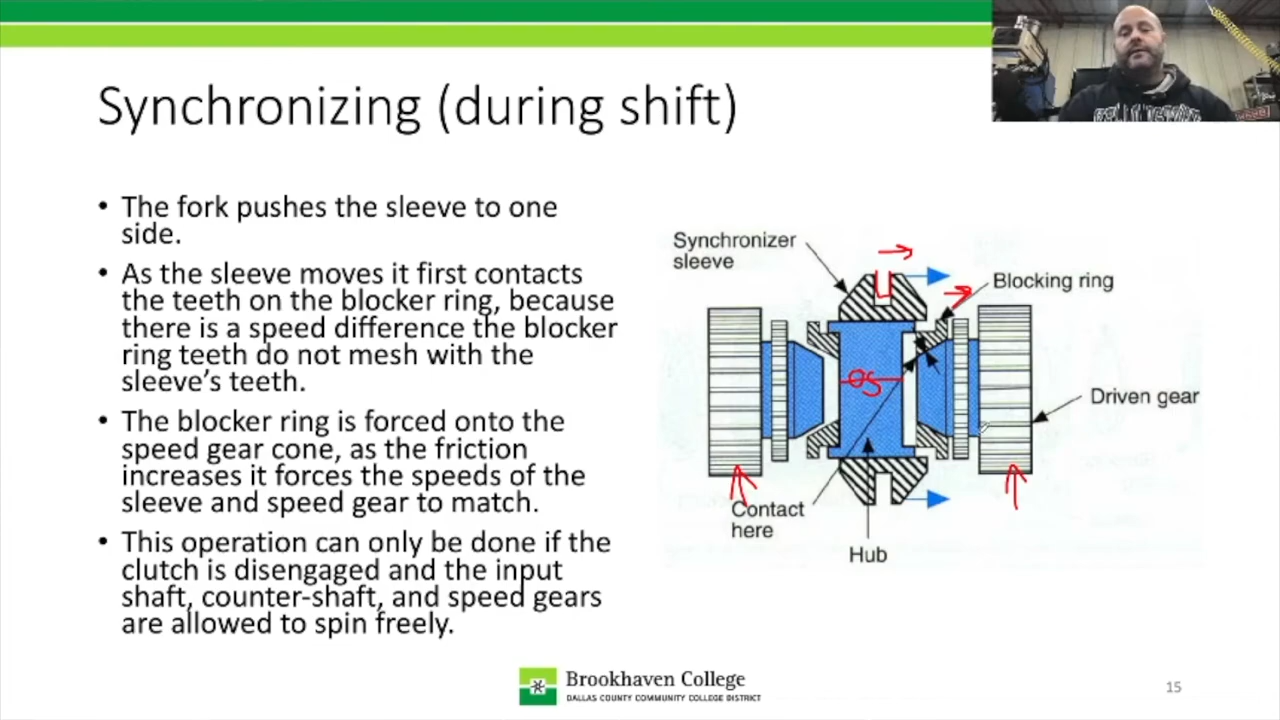 Synchronizing (during shift)
• The fork pushes the sleeve to one
side.
• As the sleeve moves it first contacts
the teeth on the blocker ring, because
there is a speed difference the blocker
ring teeth do not mesh with the
sleeve’s teeth.
• The blocker ring is forced onto the
speed gear cone, as the friction
increases it forces the speeds of the
sleeve and speed gear to match.
• This operation can only be done if the
clutch is disengaged and the input
shaft, counter-shaft, and speed gears
are allowed to spin freely.
Synchronizer
sleeve
Blocking ring
OS
Driven gear
Contact
here
Hub
Brookhaven College
DALLAS COUNTY COMMUNITY COLLEGE DISTRICT
15